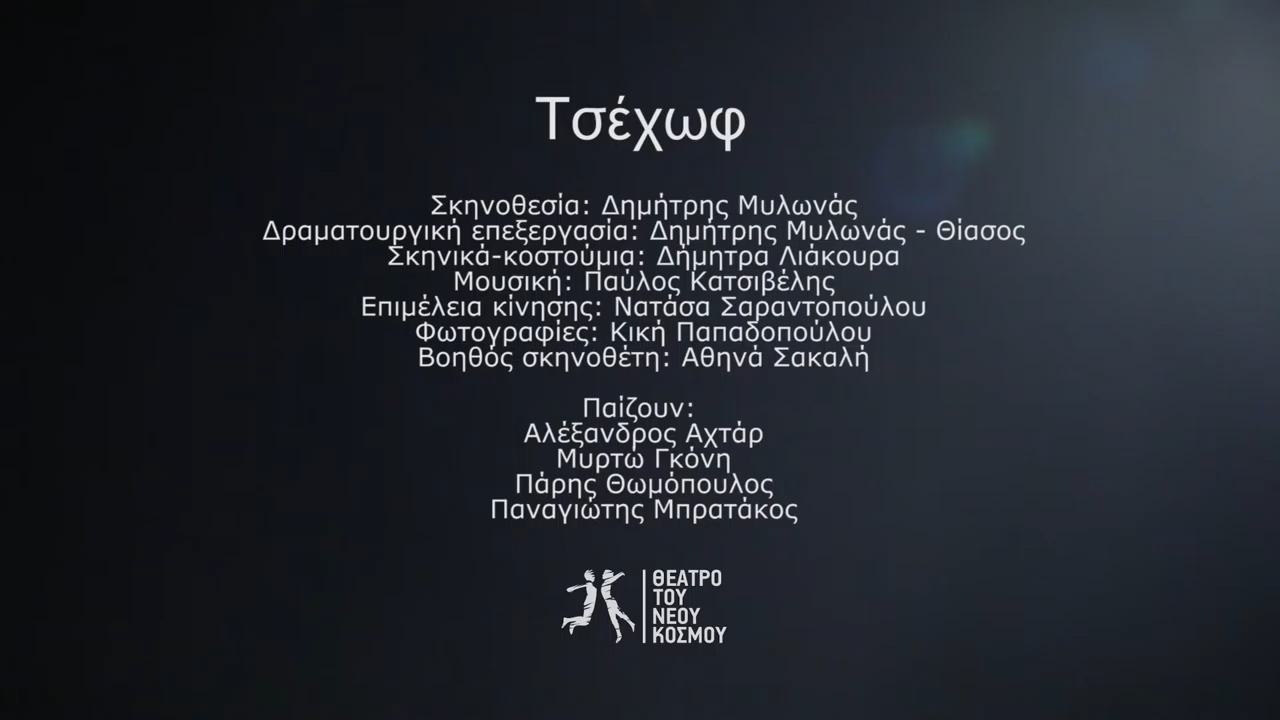 Τσέχωφ
Σκηνοθεσία: Δημήτρης Μυλωνάς
Δραματουργική επεξεργασία: Δημήτρης Μυλωνάς - Θίασος
Σκηνικά-κοστούμια: Δήμητρα Λιάκουρα
Μουσική: Παύλος Κατσιβέλης
Επιμέλεια κίνησης: Νατάσα Σαραντοπούλου
Φωτογραφίες: Κική Παπαδοπούλου
Βοηθός σκηνοθέτη: Αθηνά Σακαλή
Παίζουν:
Αλέξανδρος Αχτάρ
Μυρτώ Γκόνη
Πάρης Θωμόπουλος
Παναγιώτης Μπρατάκος
ΘΕΑΤΡΟ
ΤΟΥ
ΝΕΟΥ
ΚΟΣΜΟΥ